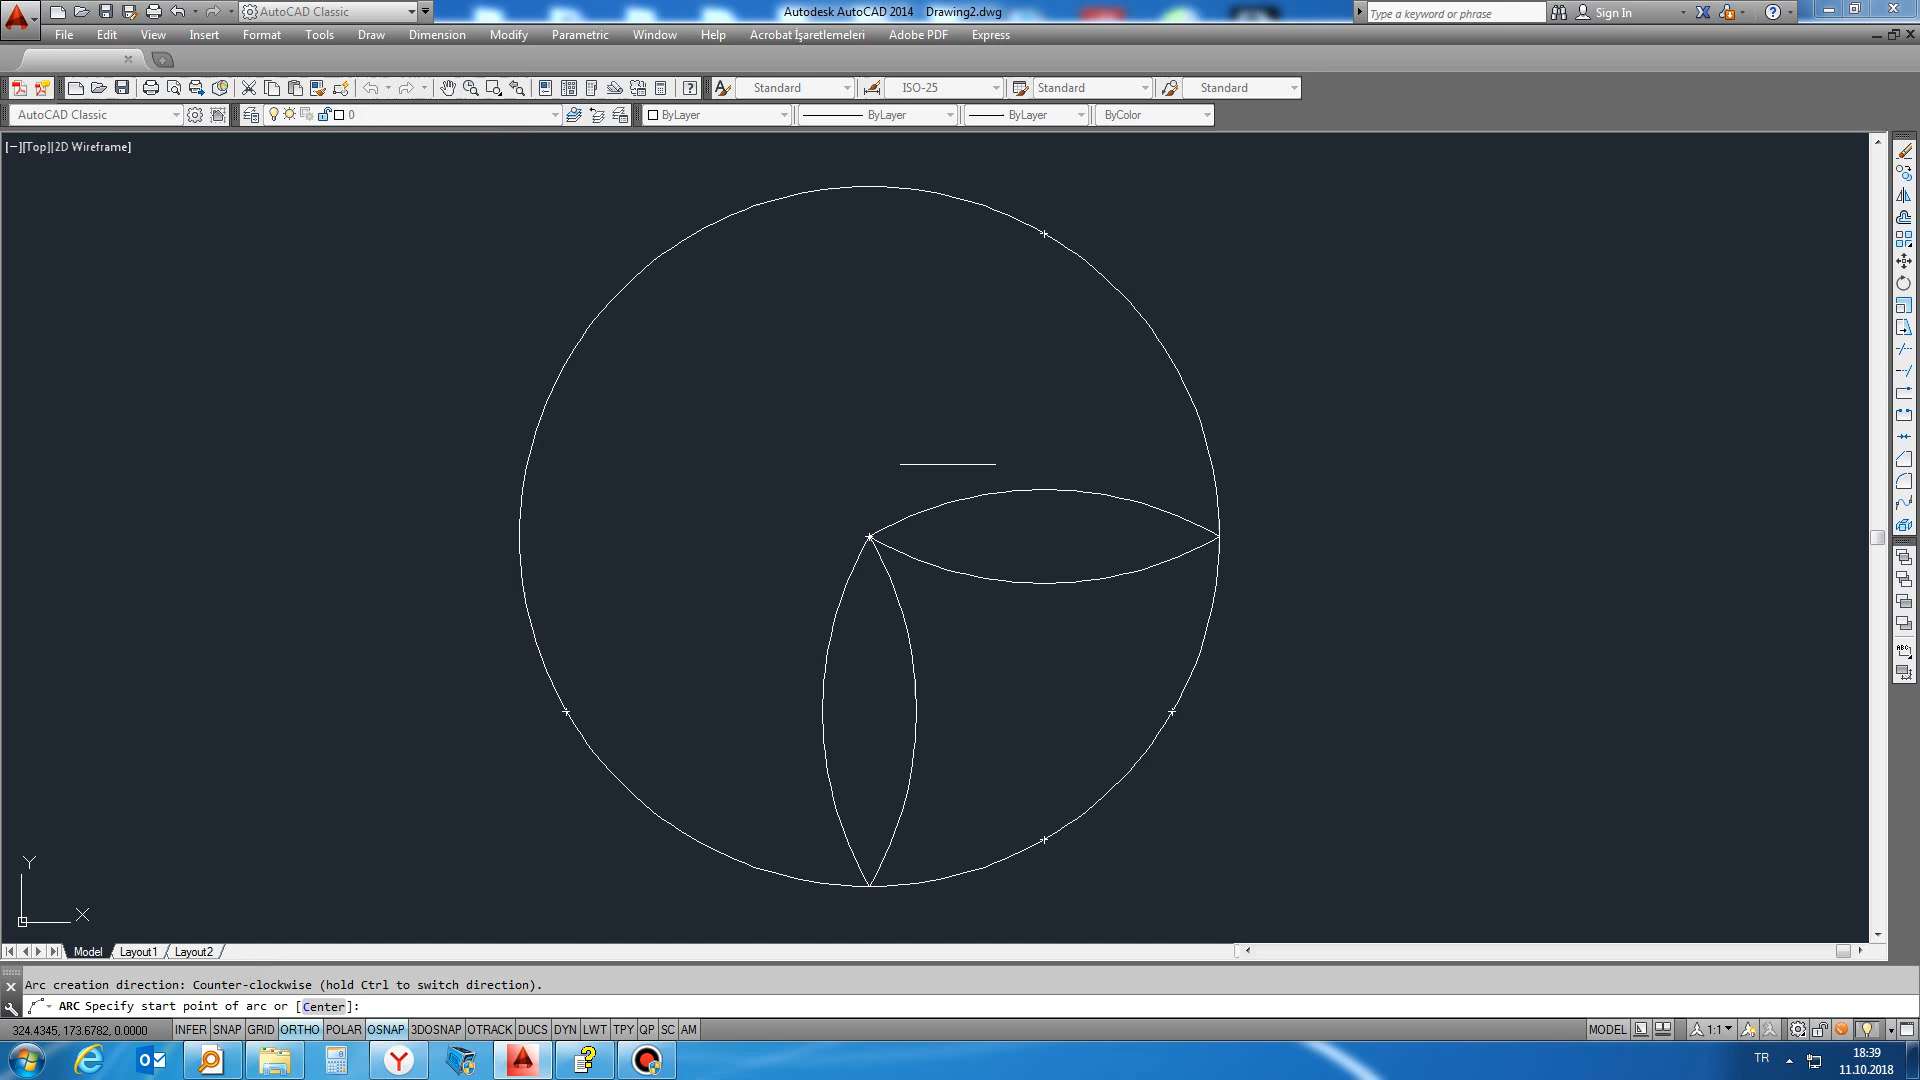 AutoCAD Classic
Autodesk AutoCAD 2014 Drawing2.dwg
Type a keyword or phrase
Sign In
File Edit View Insert Format Tools Draw Dimension Modify Parametric Window Help Acrobat İşaretlemeleri Adobe PDF Express
Standard ISO-25 Standard Standard
AutoCAD Classic 0 ByLayer ByLayer ByLayer ByColor
[−][Top][2D Wireframe]
Y
X
Model Layout1 Layout2
Arc creation direction: Counter-clockwise (hold Ctrl to switch direction).
ARC Specify start point of arc or [Center]:
324.4345, 173.6782, 0.0000 INFER SNAP GRID ORTHO POLAR OSNAP 3DOSNAP OTRACK DUCS DYN LWT TPY QP SC AM MODEL 1:1
TR 18:39
11.10.2018